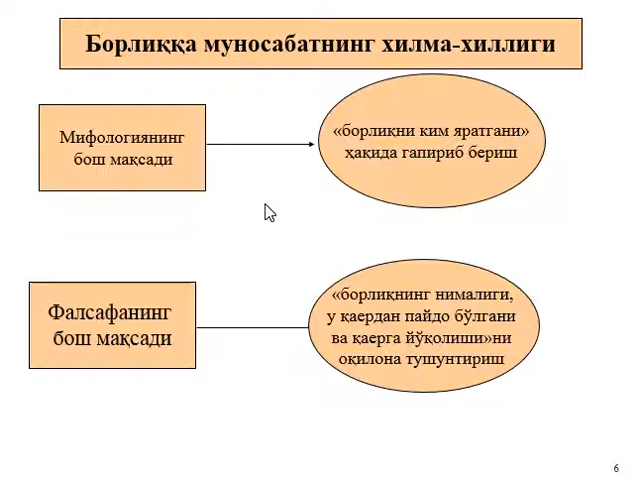 Борлиққа муносабатнинг хилма-хиллиги
Мифологиянинг
бош мақсади
«борлиқни ким яратгани»
ҳақида гапириб бериш
Фалсафанинг
бош мақсади
«борлиқнинг нималиги,
у қаердан пайдо бўлгани
ва қаерга йўқолиши»ни
оқилона тушунтириш
6